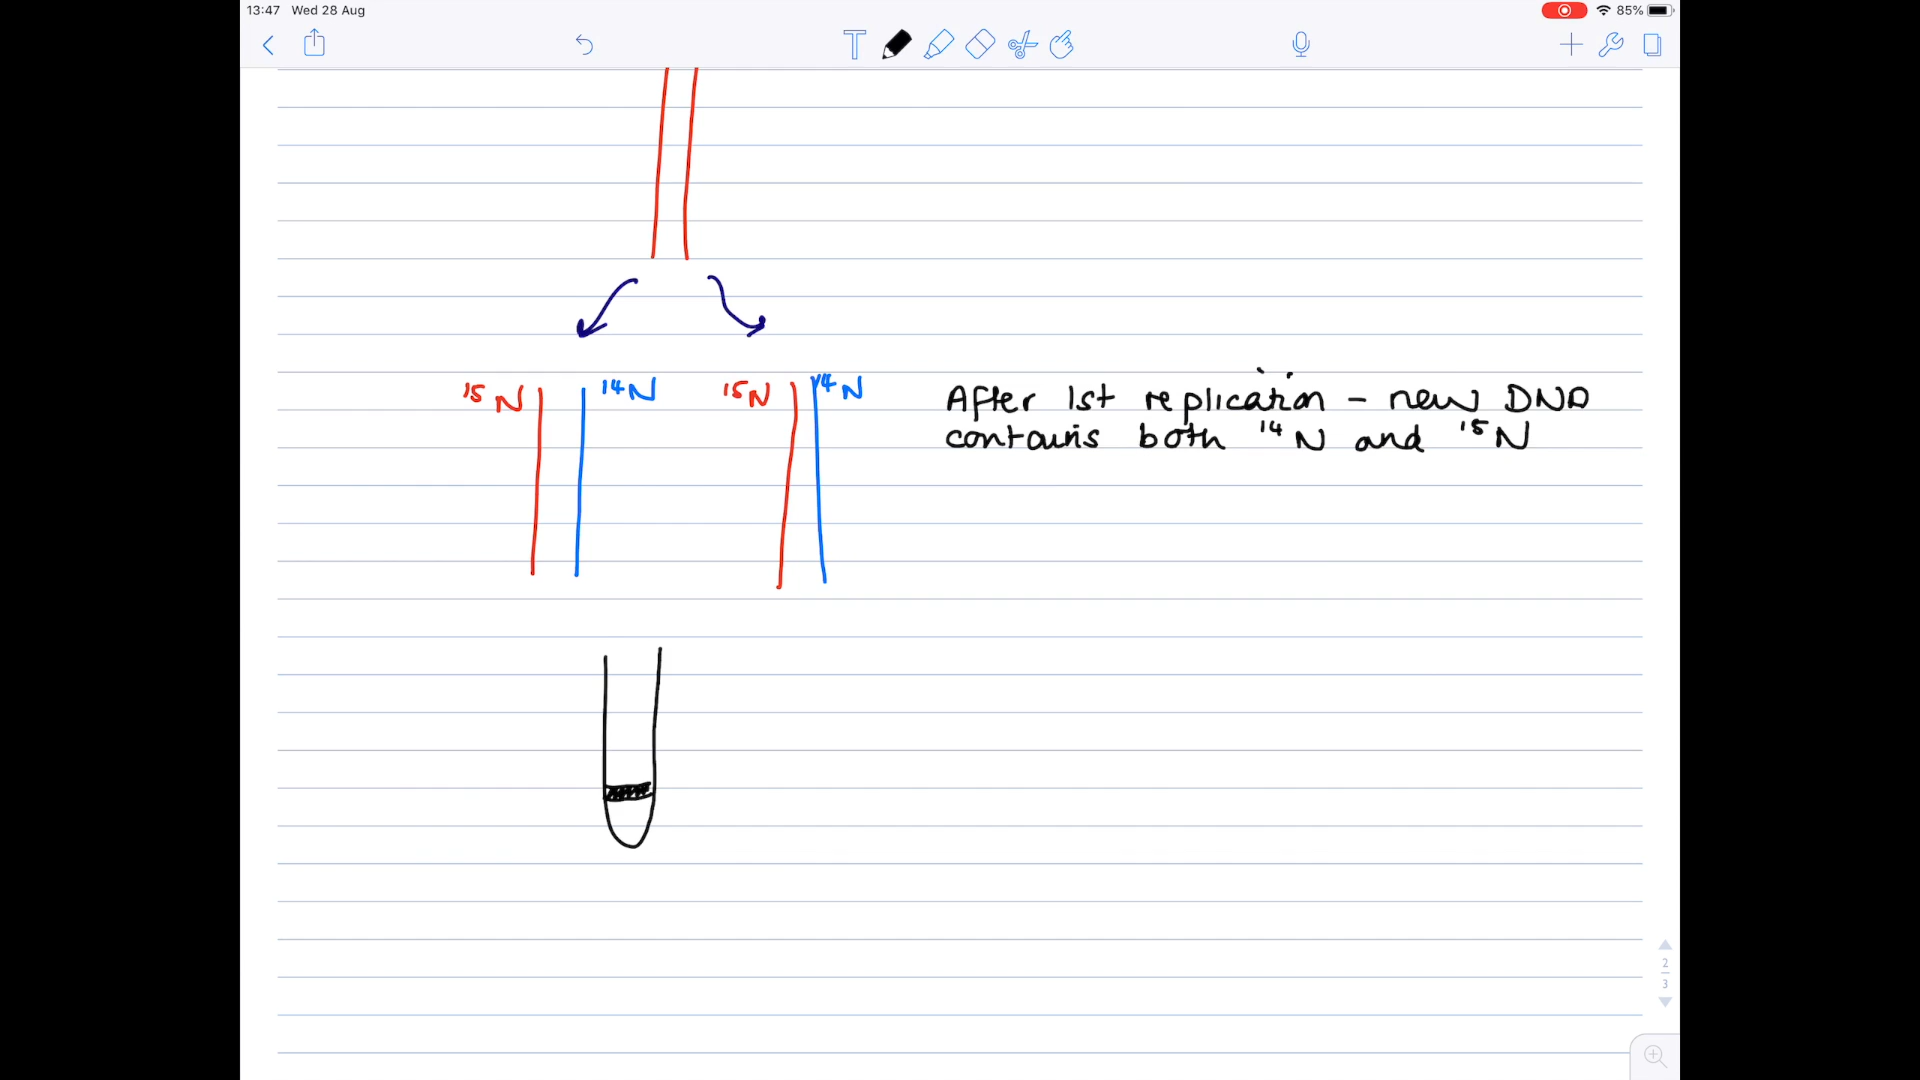 13:47 Wed 28 Aug 85%
T
¹⁵N ¹⁴N ¹⁵N ¹⁴N
After 1st replication - new DNA
contains both ¹⁴N and ¹⁵N
2
3